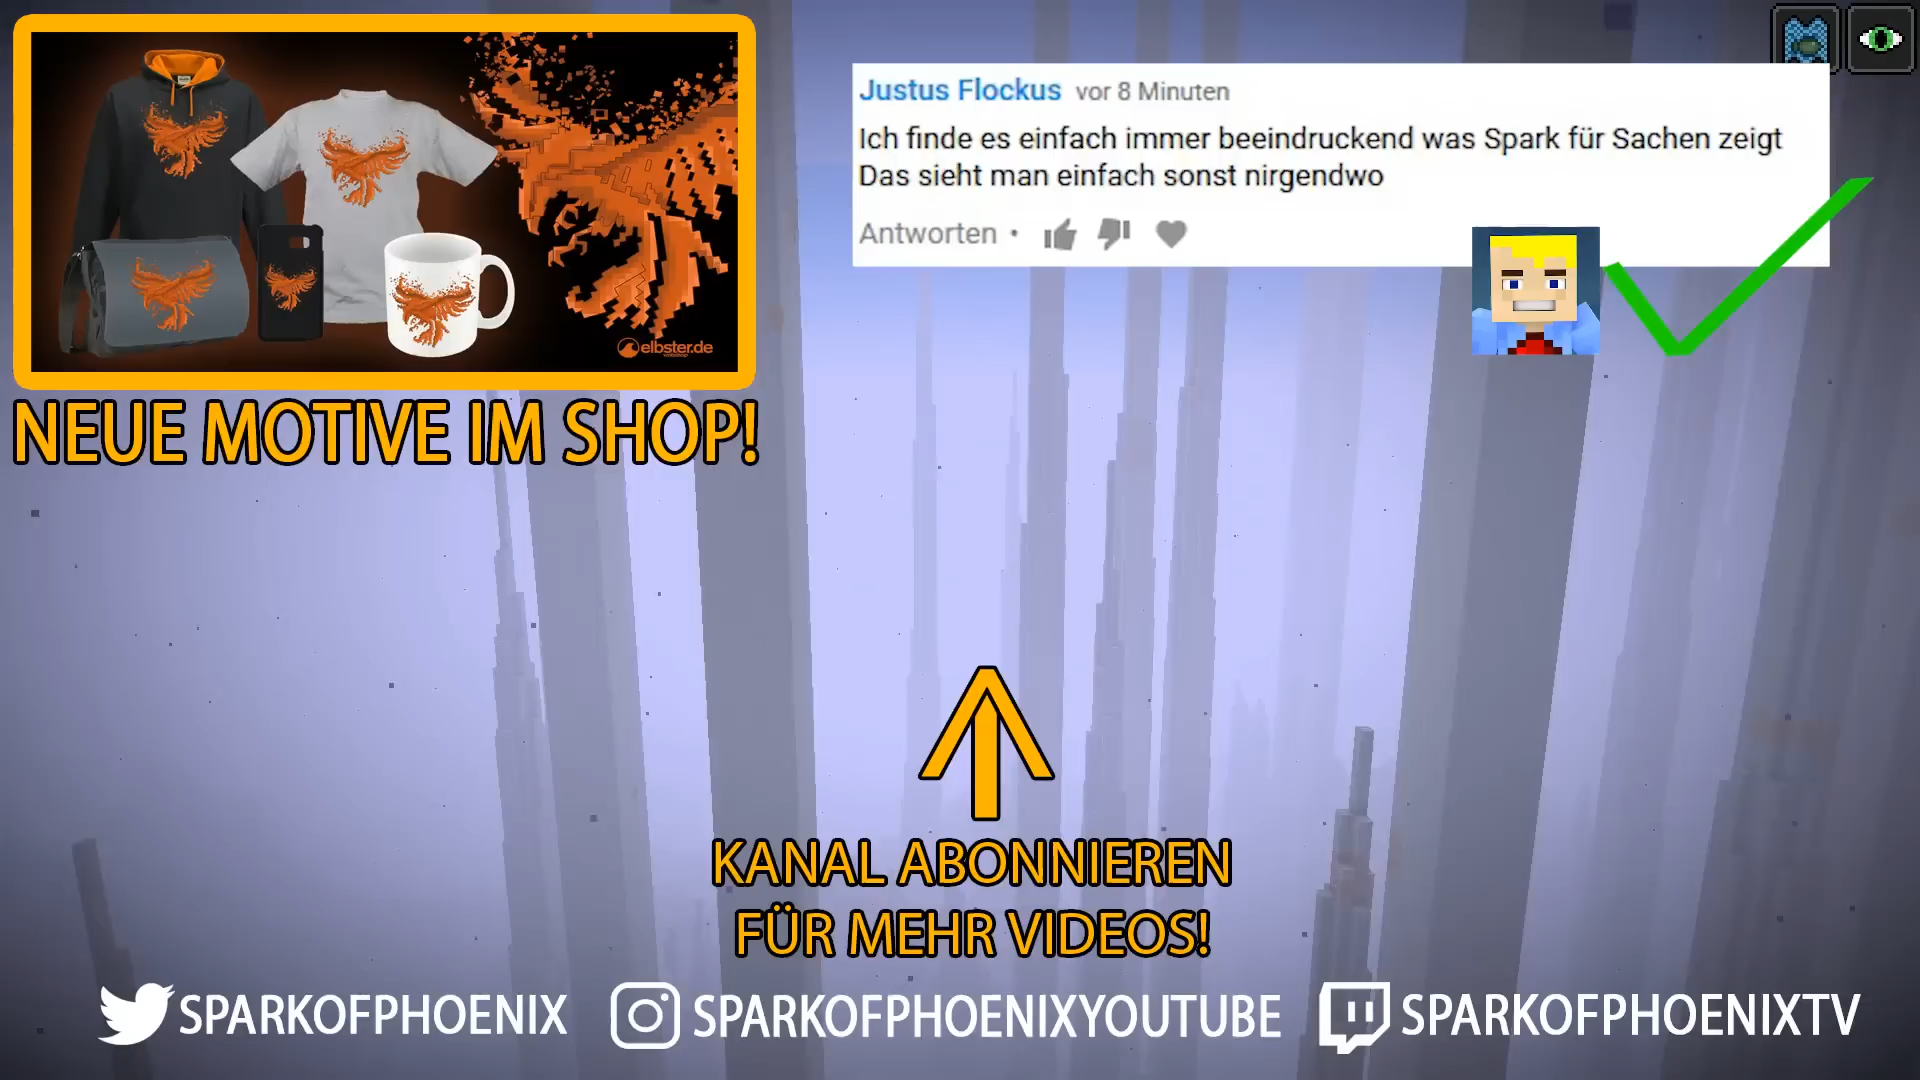 elbster.de
NEUE MOTIVE IM SHOP!
Justus Flockus vor 8 Minuten
Ich finde es einfach immer beeindruckend was Spark für Sachen zeigt
Das sieht man einfach sonst nirgendwo
Antworten •
KANAL ABONNIEREN
FÜR MEHR VIDEOS!
SPARKOFPHOENIX SPARKOFPHOENIXYOUTUBE SPARKOFPHOENIXTV